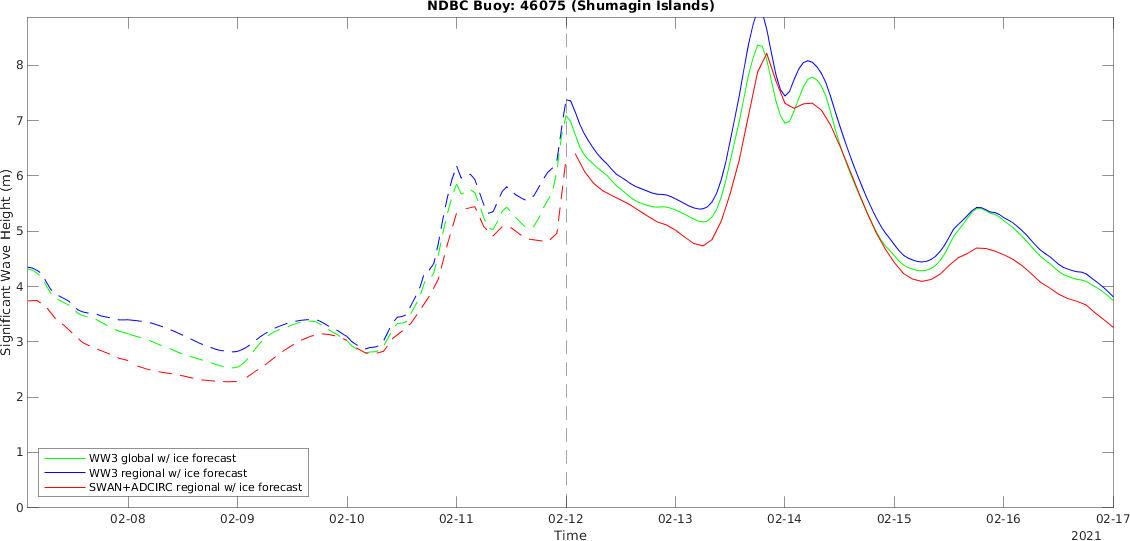 NDBC Buoy: 46075 (Shumagin Islands)
Significant Wave Height (m)
8
7
6
5
4
3
2
1
0
WW3 global w/ ice forecast
WW3 regional w/ ice forecast
SWAN+ADCIRC regional w/ ice forecast
02-08 02-09 02-10 02-11 02-12 02-13 02-14 02-15 02-16 02-17
Time
2021